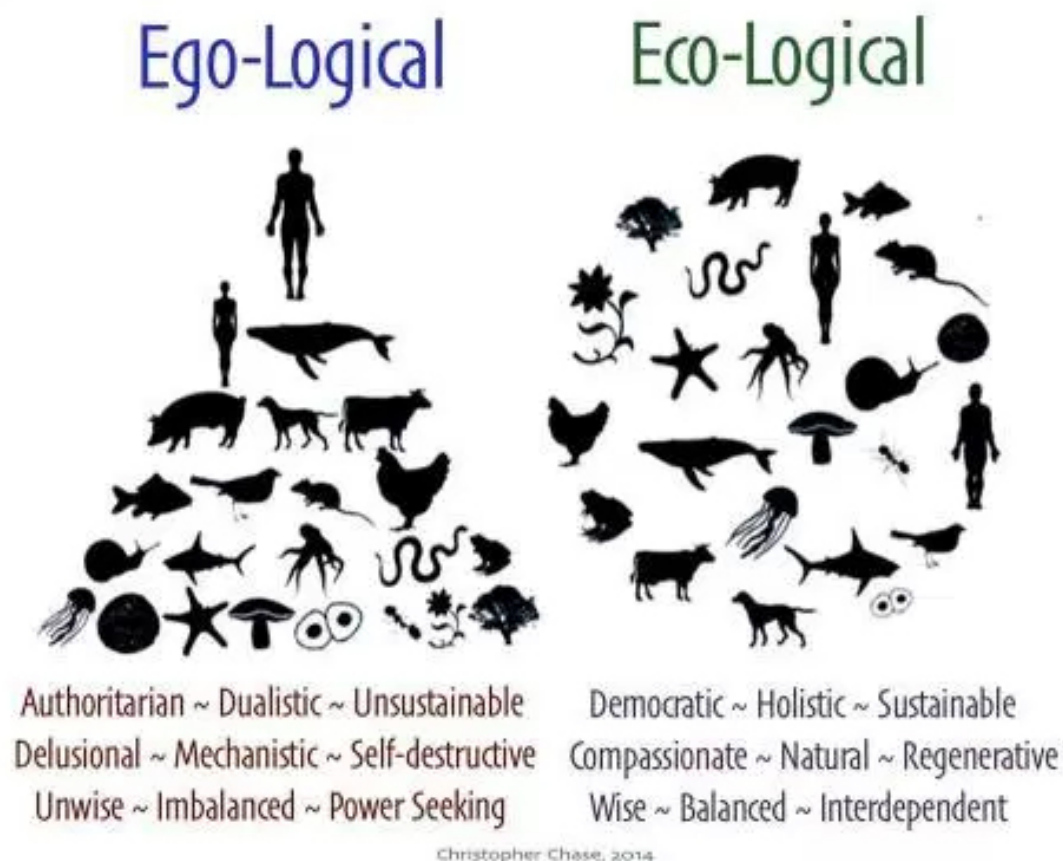 Ego-Logical
Eco-Logical
Authoritarian ~ Dualistic ~ Unsustainable
Delusional ~ Mechanistic ~ Self-destructive
Unwise ~ Imbalanced ~ Power Seeking
Democratic ~ Holistic ~ Sustainable
Compassionate ~ Natural ~ Regenerative
Wise ~ Balanced ~ Interdependent
Christopher Chase, 2014